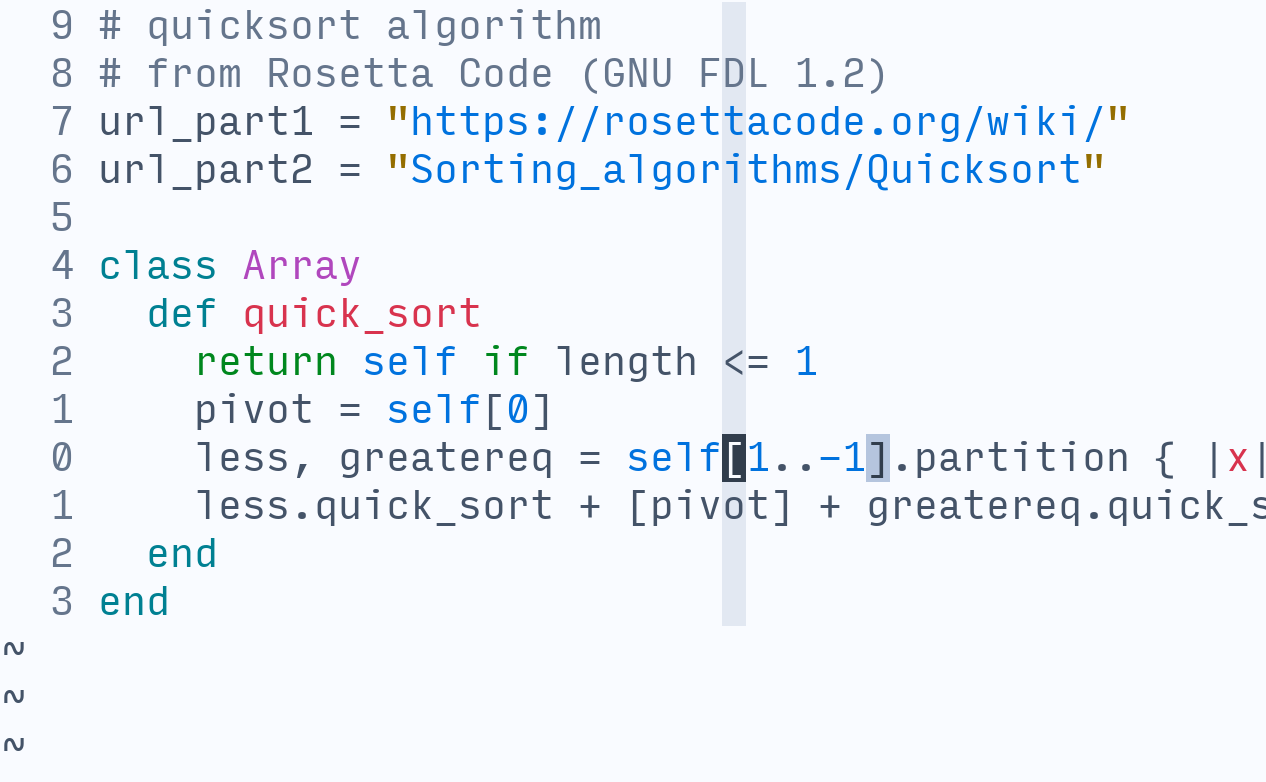 9 # quicksort algorithm
8 # from Rosetta Code (GNU FDL 1.2)
7 url_part1 = "https://rosettacode.org/wiki/"
6 url_part2 = "Sorting_algorithms/Quicksort"
5
4 class Array
3   def quick_sort
2     return self if length <= 1
1     pivot = self[0]
0     less, greatereq = self[1..-1].partition { |x|
1     less.quick_sort + [pivot] + greatereq.quick_s
2   end
3 end
~
~
~